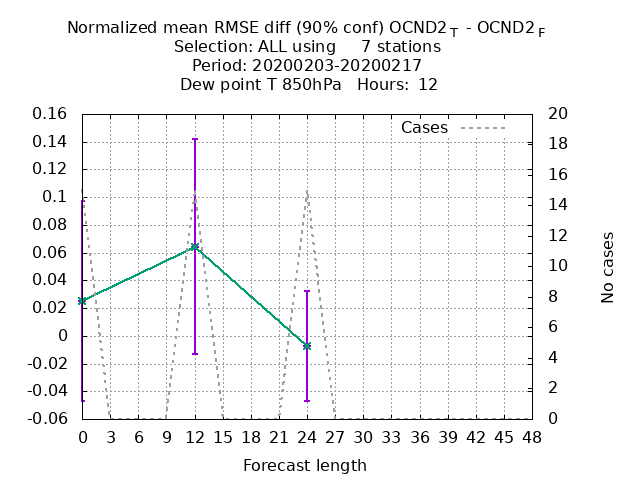 Normalized mean RMSE diff (90% conf) OCND2 T - OCND2 F
Selection: ALL using 7 stations
Period: 20200203-20200217
Dew point T 850hPa Hours: 12
Cases
0.16
0.14
0.12
0.1
0.08
0.06
0.04
0.02
0
-0.02
-0.04
-0.06
20
18
16
14
12
10
8
6
4
2
0
No cases
0 3 6 9 12 15 18 21 24 27 30 33 36 39 42 45 48
Forecast length